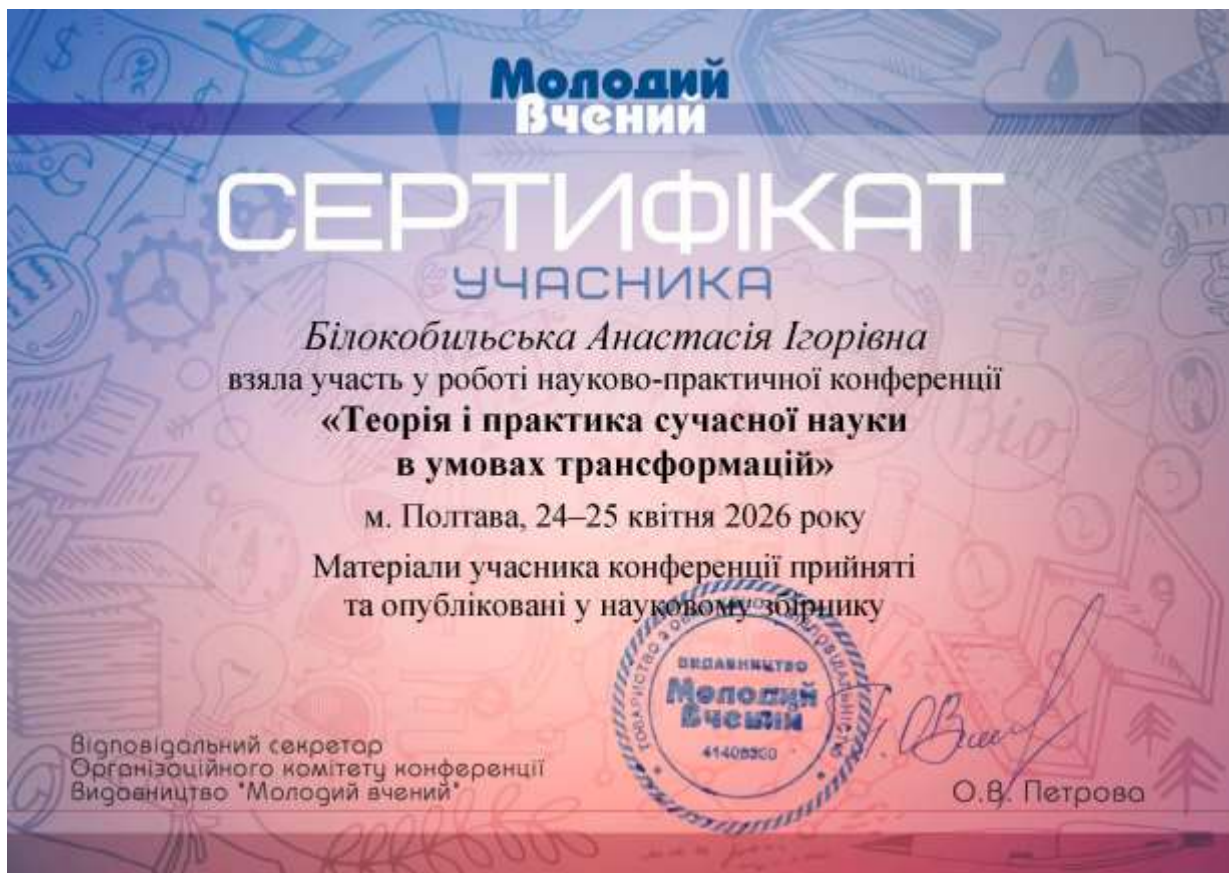 Молодий
Вчений
СЕРТИФІКАТ
УЧАСНИКА
Білокобильська Анастасія Ігорівна
взяла участь у роботі науково-практичної конференції
«Теорія і практика сучасної науки
в умовах трансформацій»
м. Полтава, 24–25 квітня 2026 року
Матеріали учасника конференції прийняті
та опубліковані у науковому збірнику
ВИДАВНИЦТВО
Молодий
Вчений
Відповідальний секретар
Організаційного комітету конференції
Видавництво "Молодий вчений"
О.В. Петрова
Bio